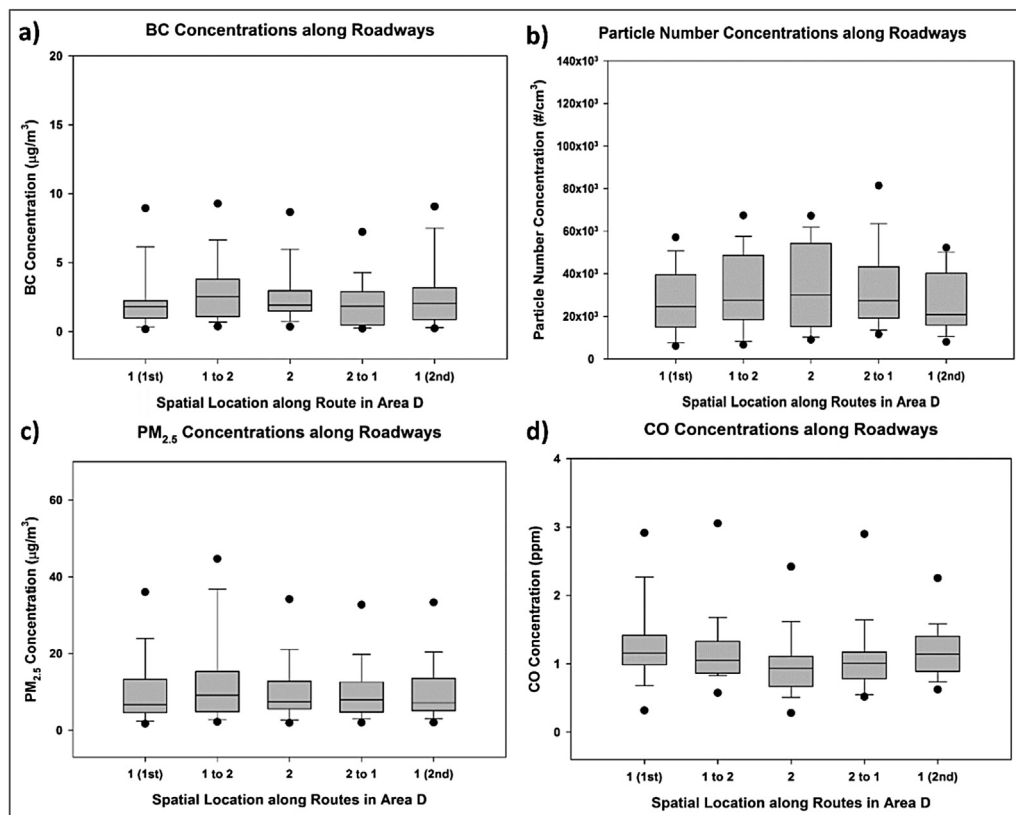 a)
BC Concentrations along Roadways
BC Concentration (μg/m³)
20
15
10
5
0
1 (1st) 1 to 2 2 2 to 1 1 (2nd)
Spatial Location along Route in Area D
b)
Particle Number Concentrations along Roadways
Particle Number Concentration (#/cm³)
140x10³
120x10³
100x10³
80x10³
60x10³
40x10³
20x10³
0
1 (1st) 1 to 2 2 2 to 1 1 (2nd)
Spatial Location along Routes in Area D
c)
PM2.5 Concentrations along Roadways
PM2.5 Concentration (μg/m³)
60
40
20
0
1 (1st) 1 to 2 2 2 to 1 1 (2nd)
Spatial Location along Routes in Area D
d)
CO Concentrations along Roadways
CO Concentration (ppm)
4
3
2
1
0
1 (1st) 1 to 2 2 2 to 1 1 (2nd)
Spatial Location along Routes in Area D